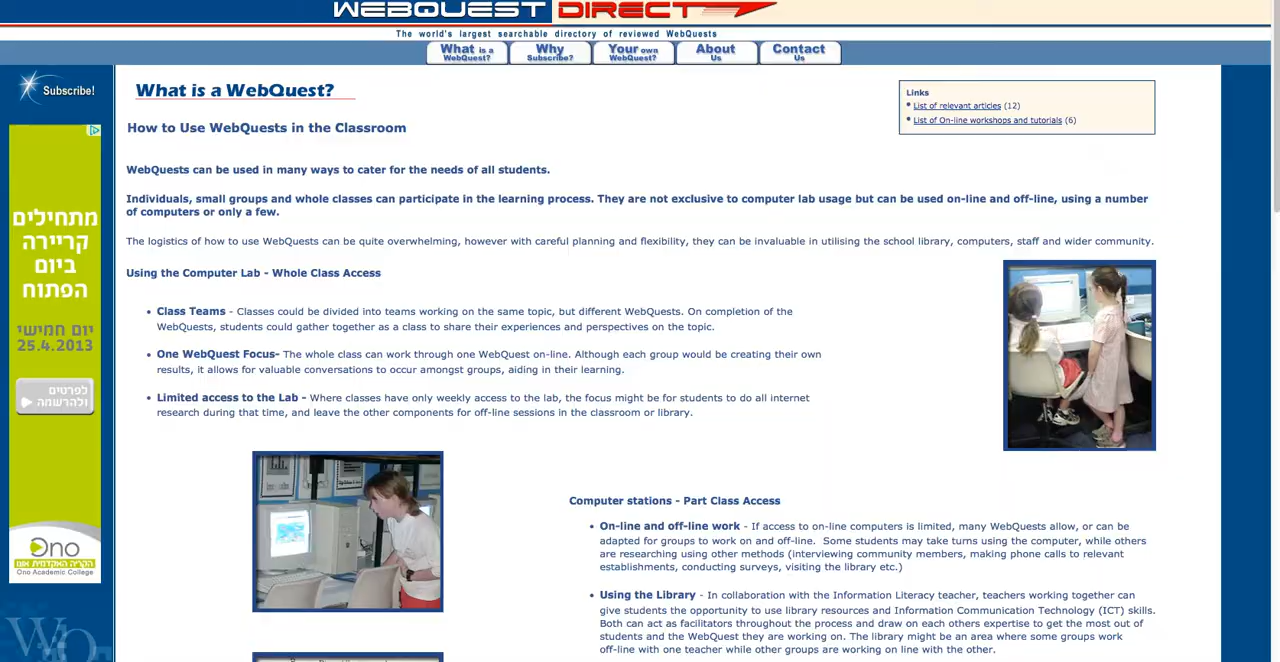 WEBQUEST DIRECT
The world's largest searchable directory of reviewed WebQuests
What is a WebQuest?
Why Subscribe?
Your own WebQuest?
About Us
Contact Us
Subscribe!
מתחילים
קריירה
ביום
הפתוח
יום חמישי
25.4.2013
לפרטים
ולהרשמה
Ono
הקריה האקדמית אונו
Ono Academic College
What is a WebQuest?
Links
List of relevant articles (12)
List of On-line workshops and tutorials (6)
How to Use WebQuests in the Classroom
WebQuests can be used in many ways to cater for the needs of all students.
Individuals, small groups and whole classes can participate in the learning process. They are not exclusive to computer lab usage but can be used on-line and off-line, using a number
of computers or only a few.
The logistics of how to use WebQuests can be quite overwhelming, however with careful planning and flexibility, they can be invaluable in utilising the school library, computers, staff and wider community.
Using the Computer Lab - Whole Class Access
• Class Teams - Classes could be divided into teams working on the same topic, but different WebQuests. On completion of the
WebQuests, students could gather together as a class to share their experiences and perspectives on the topic.
• One WebQuest Focus- The whole class can work through one WebQuest on-line. Although each group would be creating their own
results, it allows for valuable conversations to occur amongst groups, aiding in their learning.
• Limited access to the Lab - Where classes have only weekly access to the lab, the focus might be for students to do all internet
research during that time, and leave the other components for off-line sessions in the classroom or library.
Computer stations - Part Class Access
• On-line and off-line work - If access to on-line computers is limited, many WebQuests allow, or can be
adapted for groups to work on and off-line. Some students may take turns using the computer, while others
are researching using other methods (interviewing community members, making phone calls to relevant
establishments, conducting surveys, visiting the library etc.)
• Using the Library - In collaboration with the Information Literacy teacher, teachers working together can
give students the opportunity to use library resources and Information Communication Technology (ICT) skills.
Both can act as facilitators throughout the process and draw on each others expertise to get the most out of
students and the WebQuest they are working on. The library might be an area where some groups work
off-line with one teacher while other groups are working on line with the other.
WD